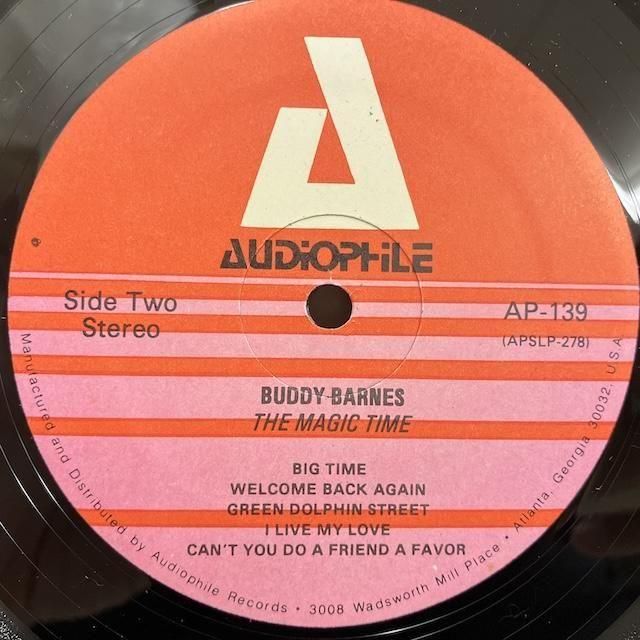 AUDIOPHILE
Side Two
Stereo
AP-139
(APSLP-278)
BUDDY BARNES
THE MAGIC TIME
BIG TIME
WELCOME BACK AGAIN
GREEN DOLPHIN STREET
I LIVE MY LOVE
CAN'T YOU DO A FRIEND A FAVOR
Manufactured and Distributed by Audiophile Records • 3008 Wadsworth Mill Place • Atlanta, Georgia 30032, U.S.A.